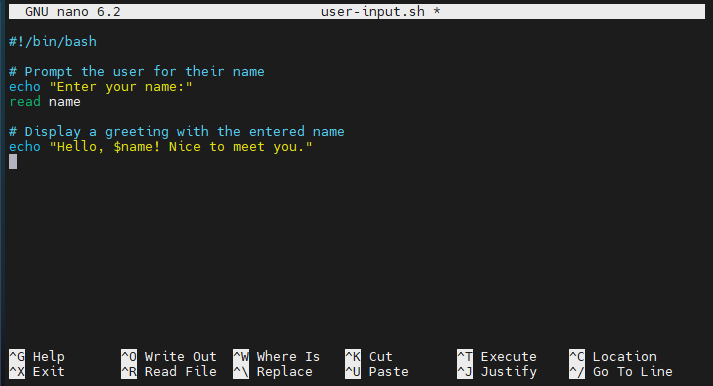 GNU nano 6.2 user-input.sh *
#!/bin/bash
# Prompt the user for their name
echo "Enter your name:"
read name
# Display a greeting with the entered name
echo "Hello, $name! Nice to meet you."
^G Help ^O Write Out ^W Where Is ^K Cut ^T Execute ^C Location
^X Exit ^R Read File ^\ Replace ^U Paste ^J Justify ^/ Go To Line